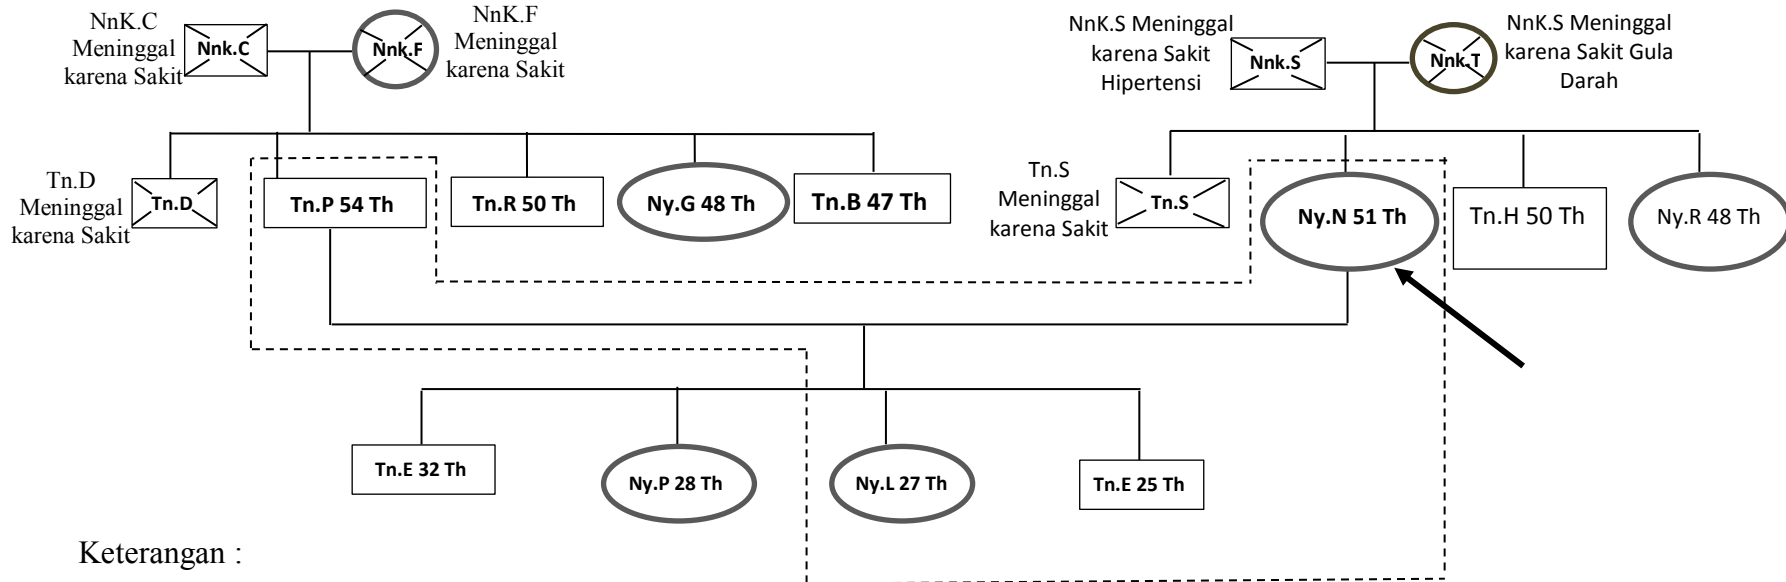 NnK.C
Meninggal
karena Sakit
Nnk.C
Nnk.F
NnK.F
Meninggal
karena Sakit
NnK.S Meninggal
karena Sakit
Hipertensi
Nnk.S
Nnk.T
NnK.S Meninggal
karena Sakit Gula
Darah
Tn.D
Meninggal
karena Sakit
Tn.D
Tn.P 54 Th
Tn.R 50 Th
Ny.G 48 Th
Tn.B 47 Th
Tn.S
Meninggal
karena Sakit
Tn.S
Ny.N 51 Th
Tn.H 50 Th
Ny.R 48 Th
Tn.E 32 Th
Ny.P 28 Th
Ny.L 27 Th
Tn.E 25 Th
Keterangan :